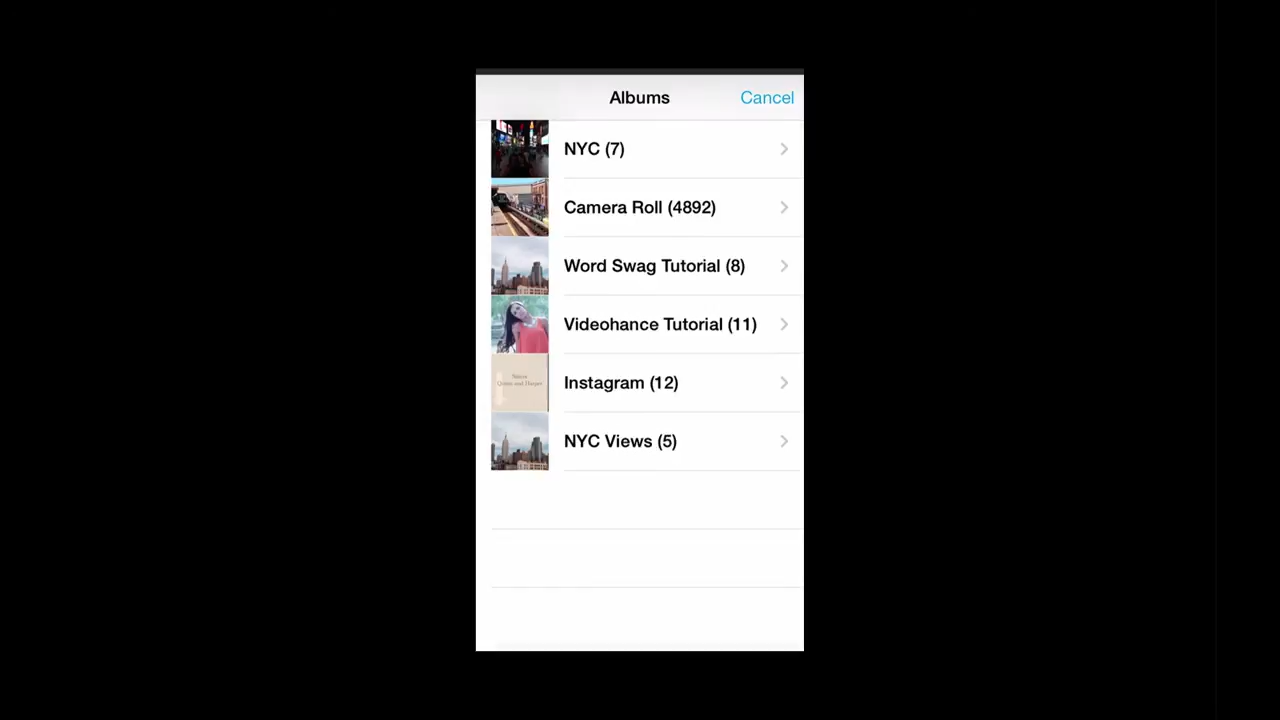 Albums
Cancel
NYC (7)
Camera Roll (4892)
Word Swag Tutorial (8)
Videohance Tutorial (11)
Instagram (12)
NYC Views (5)